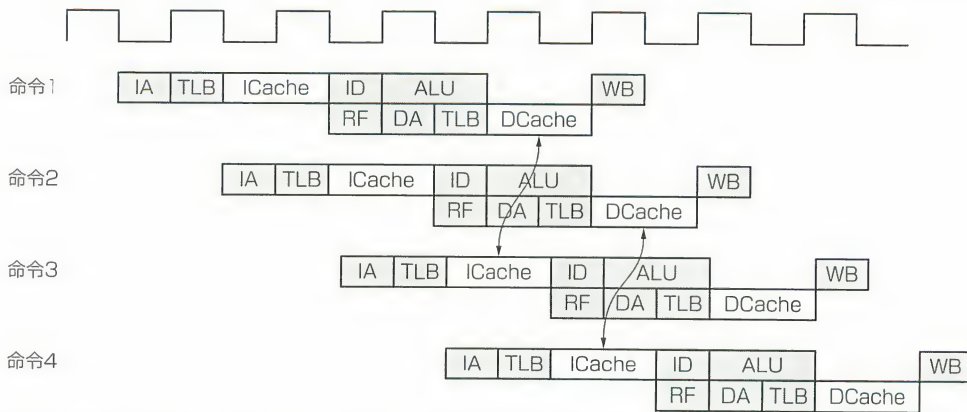 命令1 IA TLB ICache ID ALU WB
RF DA TLB DCache
命令2 IA TLB ICache ID ALU WB
RF DA TLB DCache
命令3 IA TLB ICache ID ALU WB
RF DA TLB DCache
命令4 IA TLB ICache ID ALU WB
RF DA TLB DCache